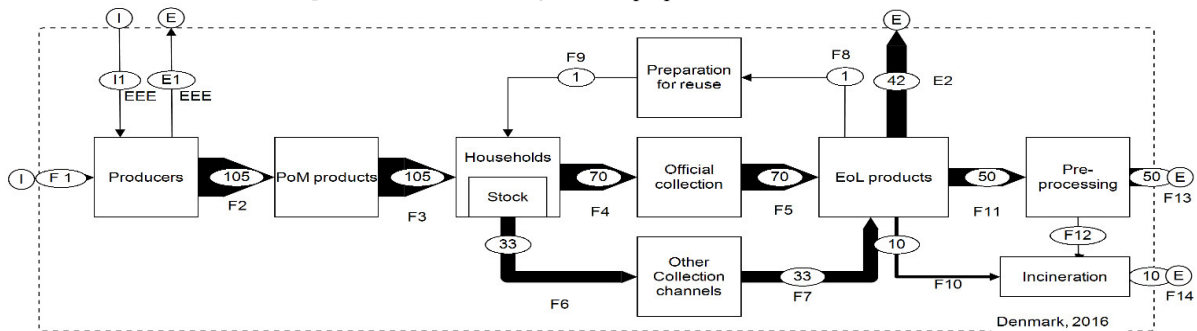 I
E
E
I1
EEE
E1
EEE
F9
1
Preparation
for reuse
F8
1
42
E2
I
F 1
Producers
105
F2
PoM products
105
F3
Households
Stock
70
F4
Official
collection
70
F5
EoL products
50
F11
Pre-
processing
50
E
F13
33
F6
Other
Collection
channels
33
F7
10
F10
F12
Incineration
10
E
F14
Denmark, 2016